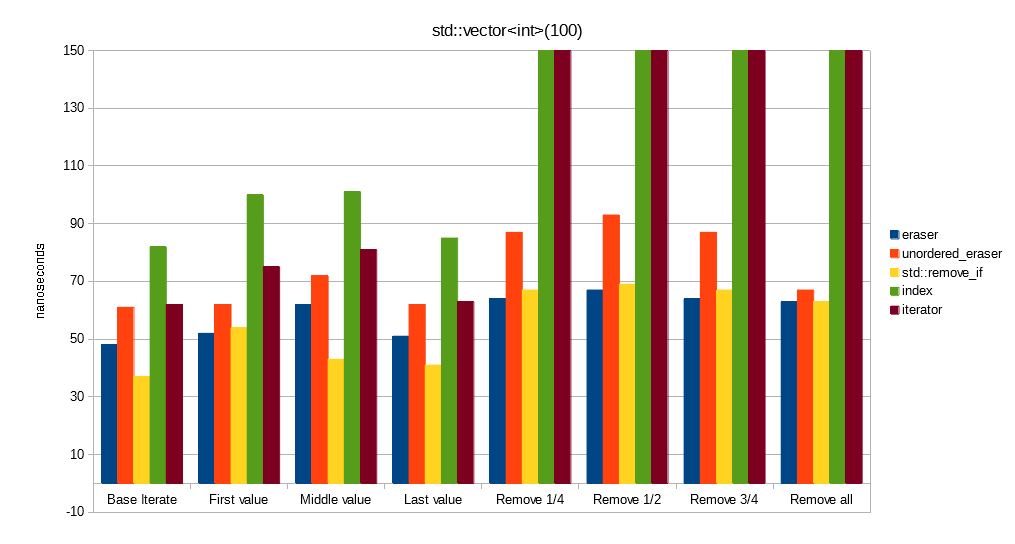 std::vector<int>(100)
150
130
110
90
70
50
30
10
-10
nanoseconds
Base Iterate
First value
Middle value
Last value
Remove 1/4
Remove 1/2
Remove 3/4
Remove all
eraser
unordered_eraser
std::remove_if
index
iterator